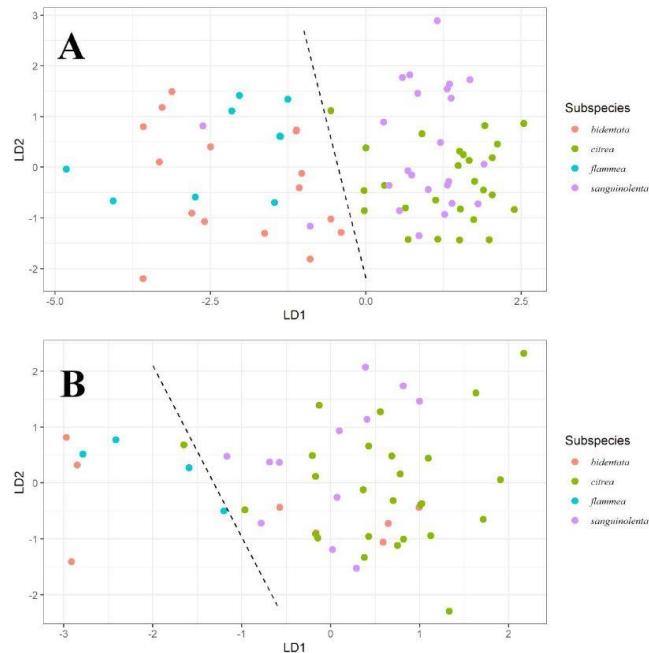 A
3
2
1
0
-1
-2
LD2
-5.0 -2.5 0.0 2.5
LD1
Subspecies
bidentata
citrea
flammea
sanguinolenta
B
2
1
0
-1
-2
LD2
-3 -2 -1 0 1 2
LD1
Subspecies
bidentata
citrea
flammea
sanguinolenta